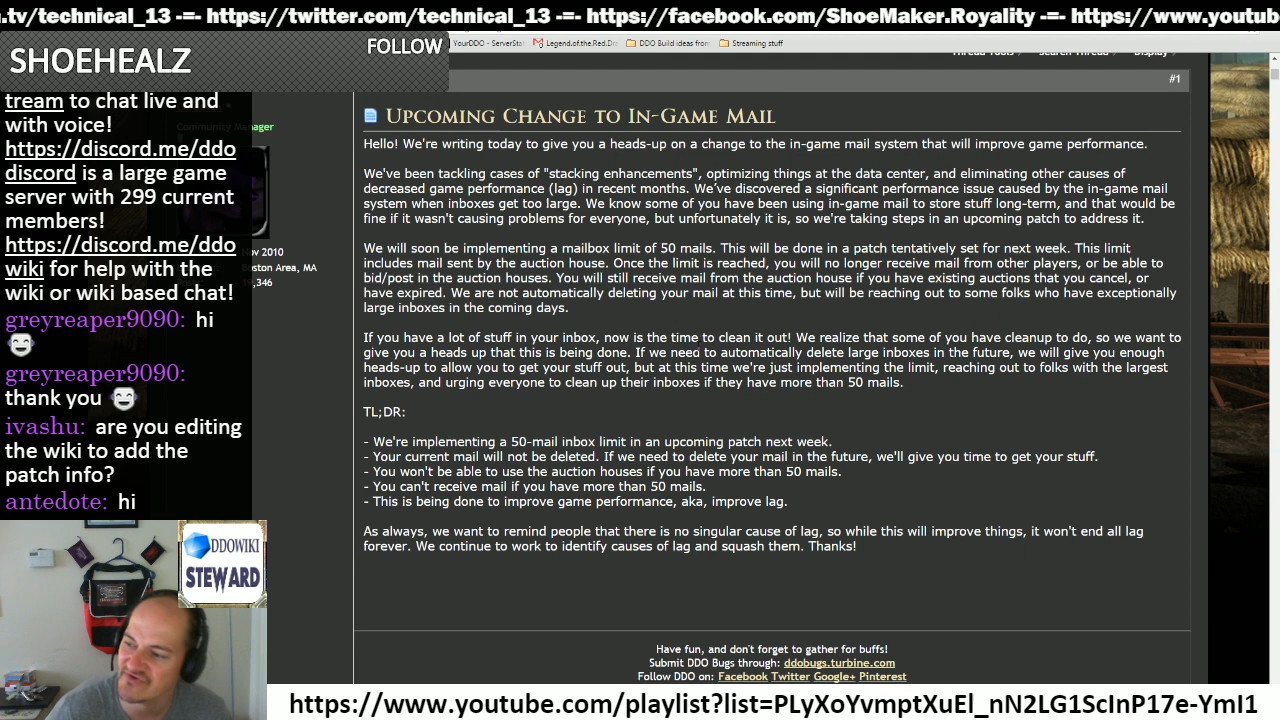 .tv/technical_13 -=- https://twitter.com/technical_13 -=- https://facebook.com/ShoeMaker.Royality -=- https://www.youtub
SHOEHEALZ
FOLLOW
YourDDO - ServerSta
Legend.of.the.Red.Dr
DDO Build ideas from
Streaming stuff
Thread Tools
Search Thread
Display
#1
tream to chat live and
with voice!
https://discord.me/ddo
discord is a large game
server with 299 current
members!
https://discord.me/ddo
wiki for help with the
wiki or wiki based chat!
greyreaper9090: hi
greyreaper9090:
thank you
ivashu: are you editing
the wiki to add the
patch info?
antedote: hi
Community Manager
Nov 2010
Boston Area, MA
19,346
Upcoming Change to In-Game Mail
Hello! We're writing today to give you a heads-up on a change to the in-game mail system that will improve game performance.
We've been tackling cases of "stacking enhancements", optimizing things at the data center, and eliminating other causes of
decreased game performance (lag) in recent months. We've discovered a significant performance issue caused by the in-game mail
system when inboxes get too large. We know some of you have been using in-game mail to store stuff long-term, and that would be
fine if it wasn't causing problems for everyone, but unfortunately it is, so we're taking steps in an upcoming patch to address it.
We will soon be implementing a mailbox limit of 50 mails. This will be done in a patch tentatively set for next week. This limit
includes mail sent by the auction house. Once the limit is reached, you will no longer receive mail from other players, or be able to
bid/post in the auction houses. You will still receive mail from the auction house if you have existing auctions that you cancel, or
have expired. We are not automatically deleting your mail at this time, but will be reaching out to some folks who have exceptionally
large inboxes in the coming days.
If you have a lot of stuff in your inbox, now is the time to clean it out! We realize that some of you have cleanup to do, so we want to
give you a heads up that this is being done. If we need to automatically delete large inboxes in the future, we will give you enough
heads-up to allow you to get your stuff out, but at this time we're just implementing the limit, reaching out to folks with the largest
inboxes, and urging everyone to clean up their inboxes if they have more than 50 mails.
TL;DR:
- We're implementing a 50-mail inbox limit in an upcoming patch next week.
- Your current mail will not be deleted. If we need to delete your mail in the future, we'll give you time to get your stuff.
- You won't be able to use the auction houses if you have more than 50 mails.
- You can't receive mail if you have more than 50 mails.
- This is being done to improve game performance, aka, improve lag.
As always, we want to remind people that there is no singular cause of lag, so while this will improve things, it won't end all lag
forever. We continue to work to identify causes of lag and squash them. Thanks!
Have fun, and don't forget to gather for buffs!
Submit DDO Bugs through: ddobugs.turbine.com
Follow DDO on: Facebook Twitter Google+ Pinterest
DDOWIKI
STEWARD
https://www.youtube.com/playlist?list=PLyXoYvmptXuEl_nN2LG1ScInP17e-YmI1